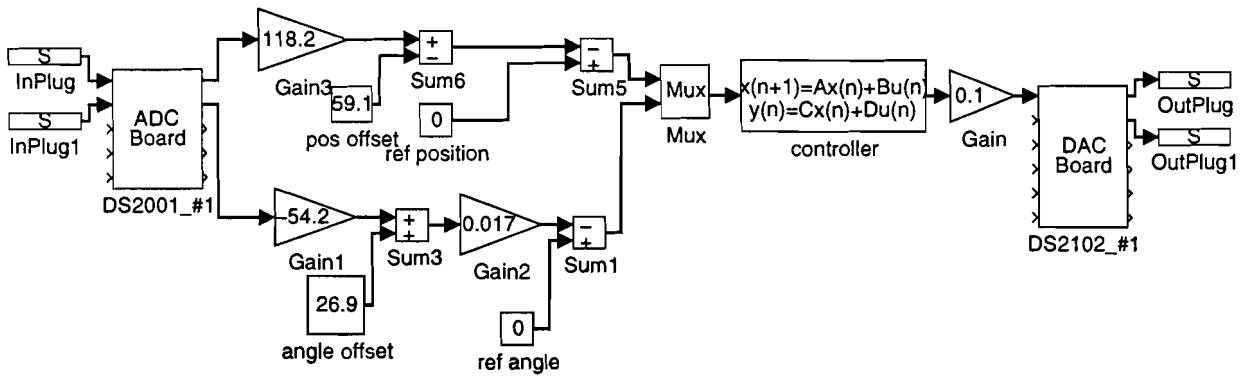 S
InPlug
S
InPlug1
ADC
Board
DS2001_#1
118.2
Gain3
59.1
pos offset
+
−
Sum6
0
ref position
−
+
Sum5
-54.2
Gain1
26.9
angle offset
+
+
Sum3
0.017
Gain2
0
ref angle
−
+
Sum1
Mux
Mux
x(n+1)=Ax(n)+Bu(n)
y(n)=Cx(n)+Du(n)
controller
0.1
Gain
DAC
Board
DS2102_#1
S
OutPlug
S
OutPlug1